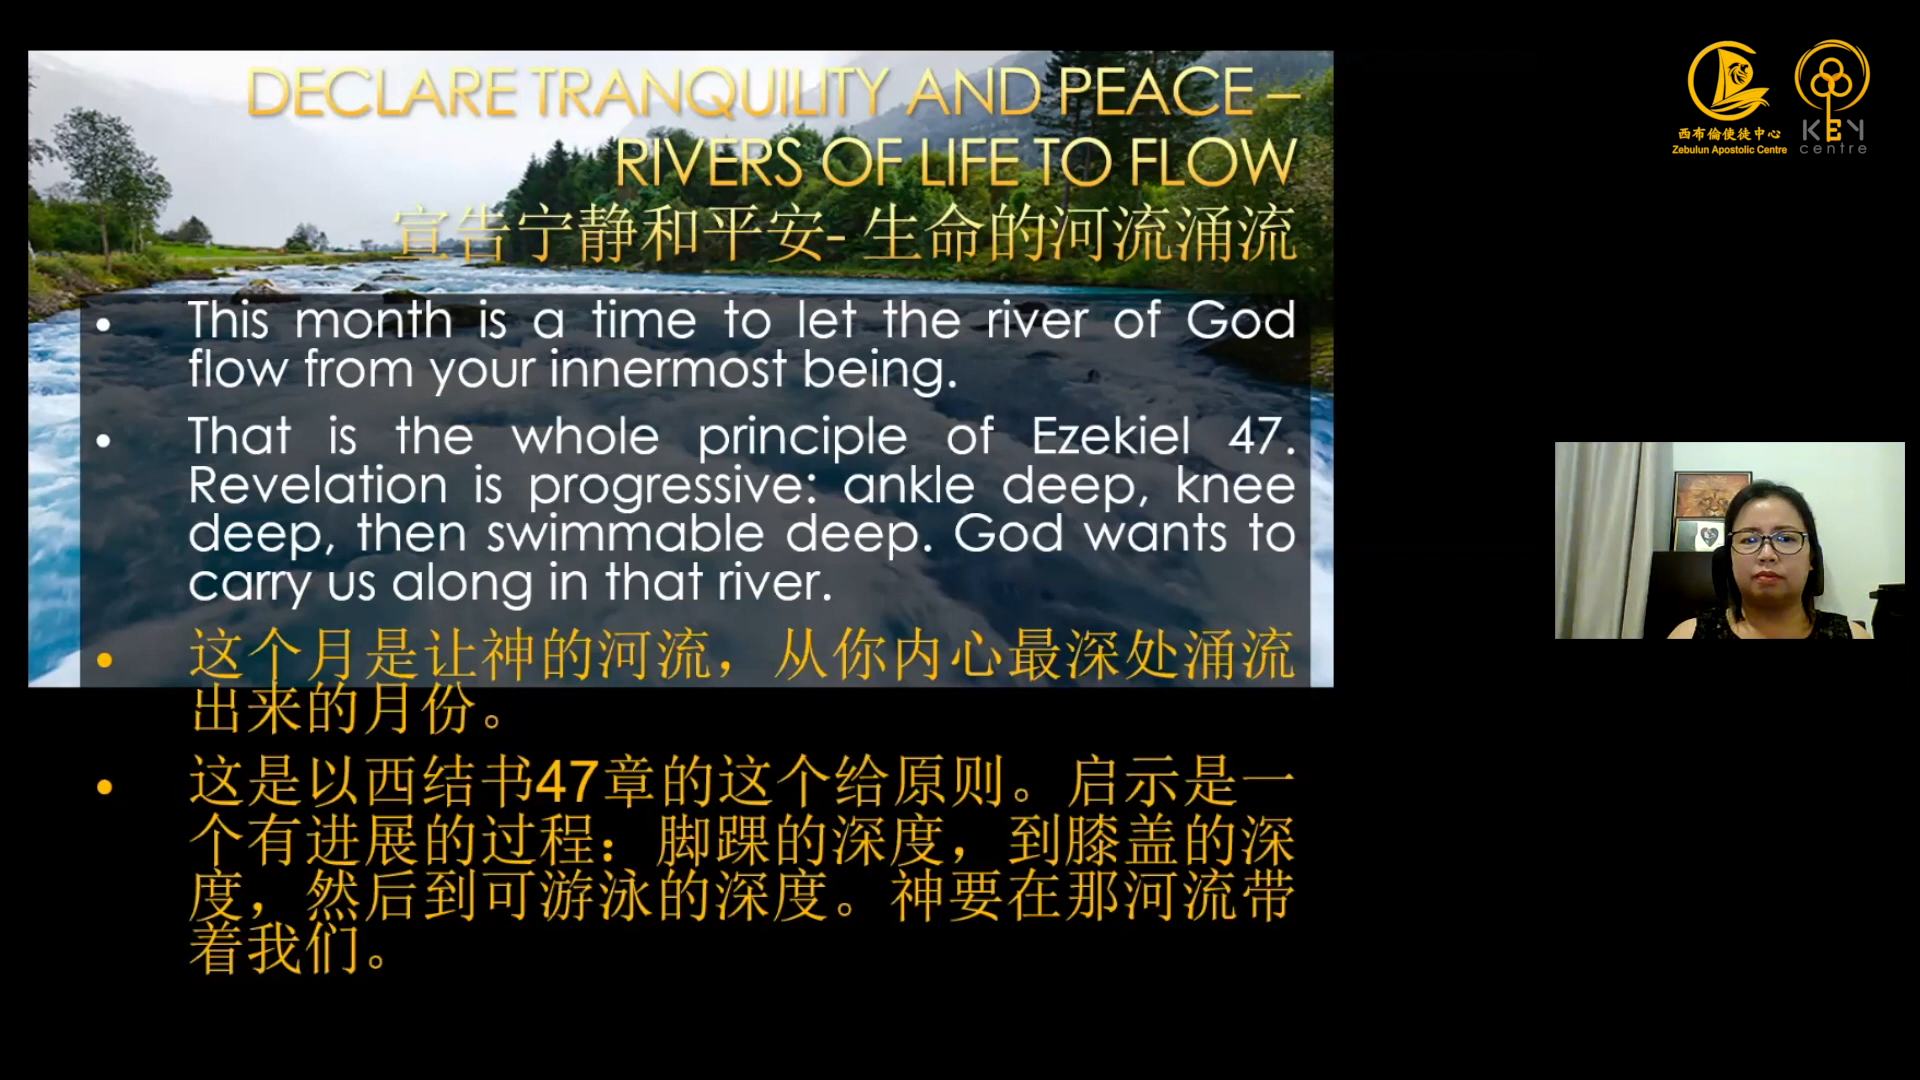 DECLARE TRANQUILITY AND PEACE –
RIVERS OF LIFE TO FLOW
宣告宁静和平安- 生命的河流涌流
• This month is a time to let the river of God
flow from your innermost being.
• That is the whole principle of Ezekiel 47.
Revelation is progressive: ankle deep, knee
deep, then swimmable deep. God wants to
carry us along in that river.
• 这个月是让神的河流，从你内心最深处涌流
出来的月份。
• 这是以西结书47章的这个给原则。启示是一
个有进展的过程：脚踝的深度，到膝盖的深
度，然后到可游泳的深度。神要在那河流带
着我们。
西布倫使徒中心
Zebulun Apostolic Centre
KEY
centre